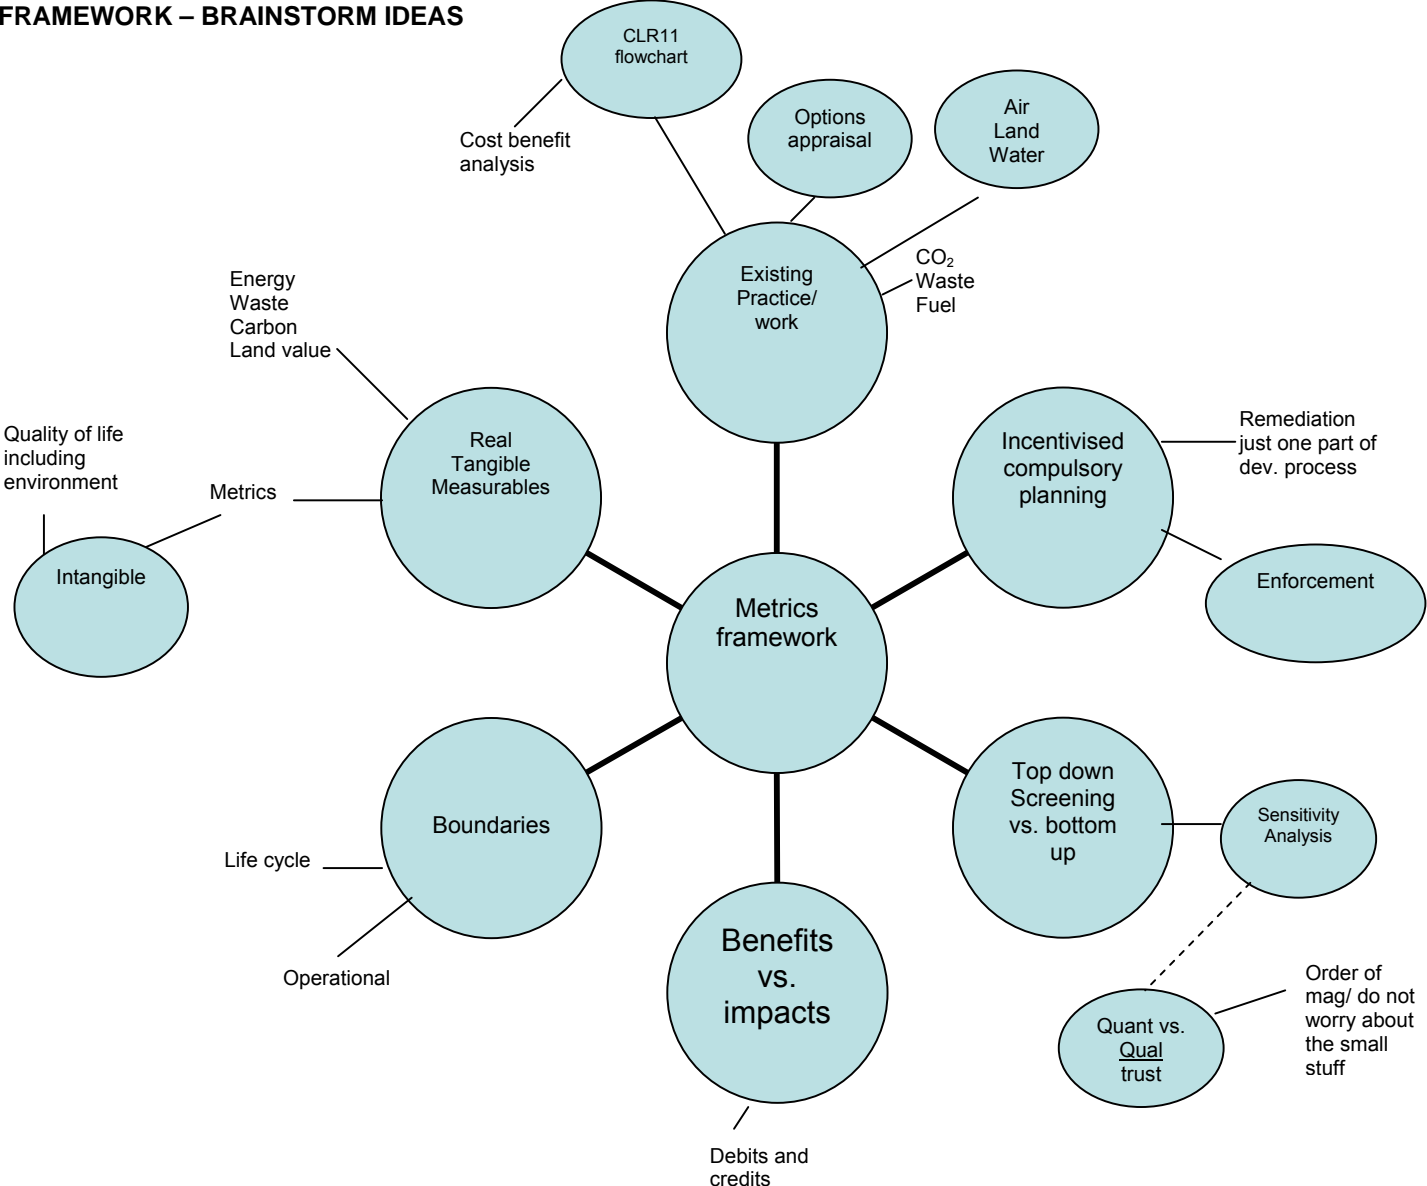 FRAMEWORK – BRAINSTORM IDEAS
CLR11
flowchart
Cost benefit
analysis
Options
appraisal
Air
Land
Water
Existing
Practice/
work
CO₂
Waste
Fuel
Energy
Waste
Carbon
Land value
Real
Tangible
Measurables
Quality of life
including
environment
Metrics
Intangible
Incentivised
compulsory
planning
Remediation
just one part of
dev. process
Enforcement
Metrics
framework
Boundaries
Life cycle
Operational
Top down
Screening
vs. bottom
up
Sensitivity
Analysis
Benefits
vs.
impacts
Quant vs.
Qual
trust
Order of
mag/ do not
worry about
the small
stuff
Debits and
credits